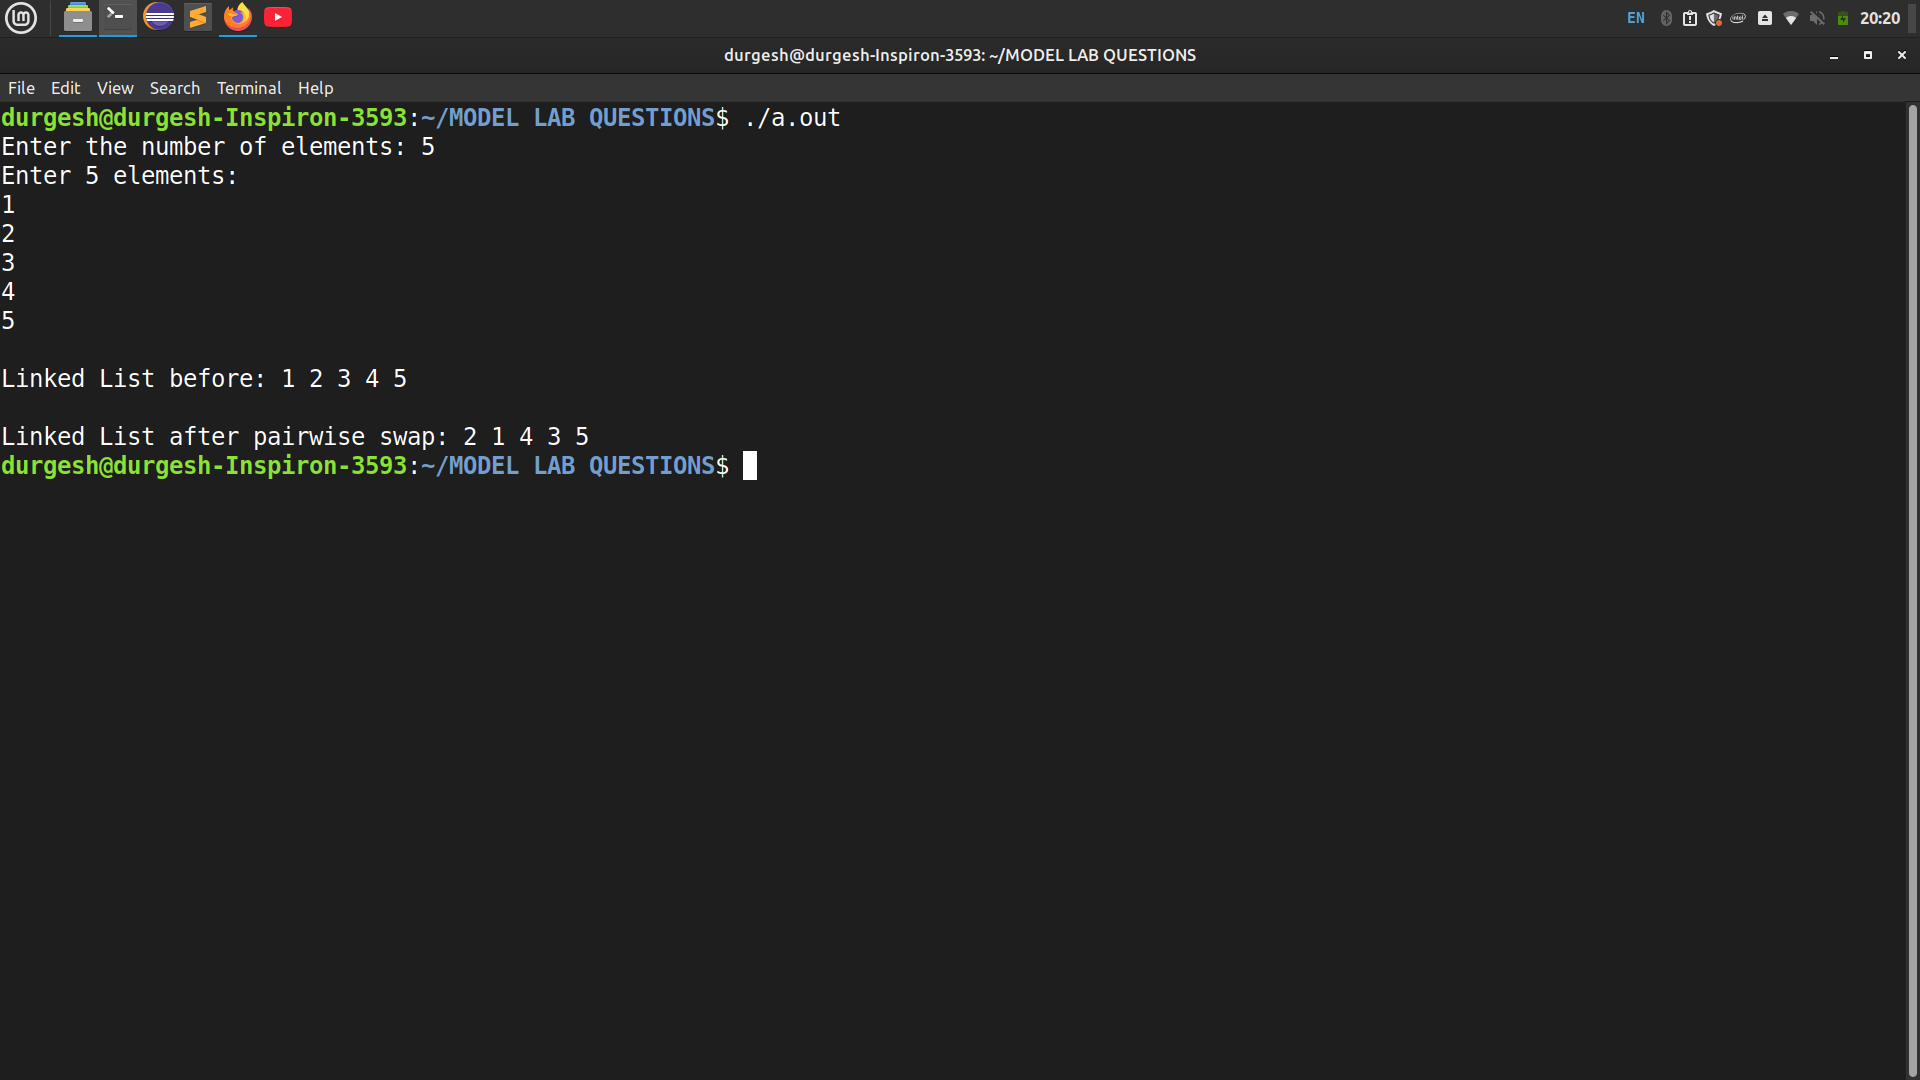 EN 20:20
durgesh@durgesh-Inspiron-3593: ~/MODEL LAB QUESTIONS
File Edit View Search Terminal Help
durgesh@durgesh-Inspiron-3593:~/MODEL LAB QUESTIONS$ ./a.out
Enter the number of elements: 5
Enter 5 elements:
1
2
3
4
5
Linked List before: 1 2 3 4 5
Linked List after pairwise swap: 2 1 4 3 5
durgesh@durgesh-Inspiron-3593:~/MODEL LAB QUESTIONS$